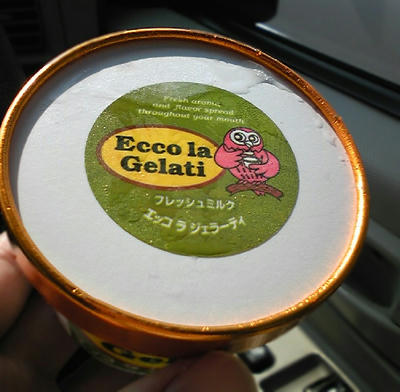 Fresh aroma
and flavor spread
throughout your mouth
Ecco la
Gelati
フレッシュミルク
エッコ ラ ジェラーティ